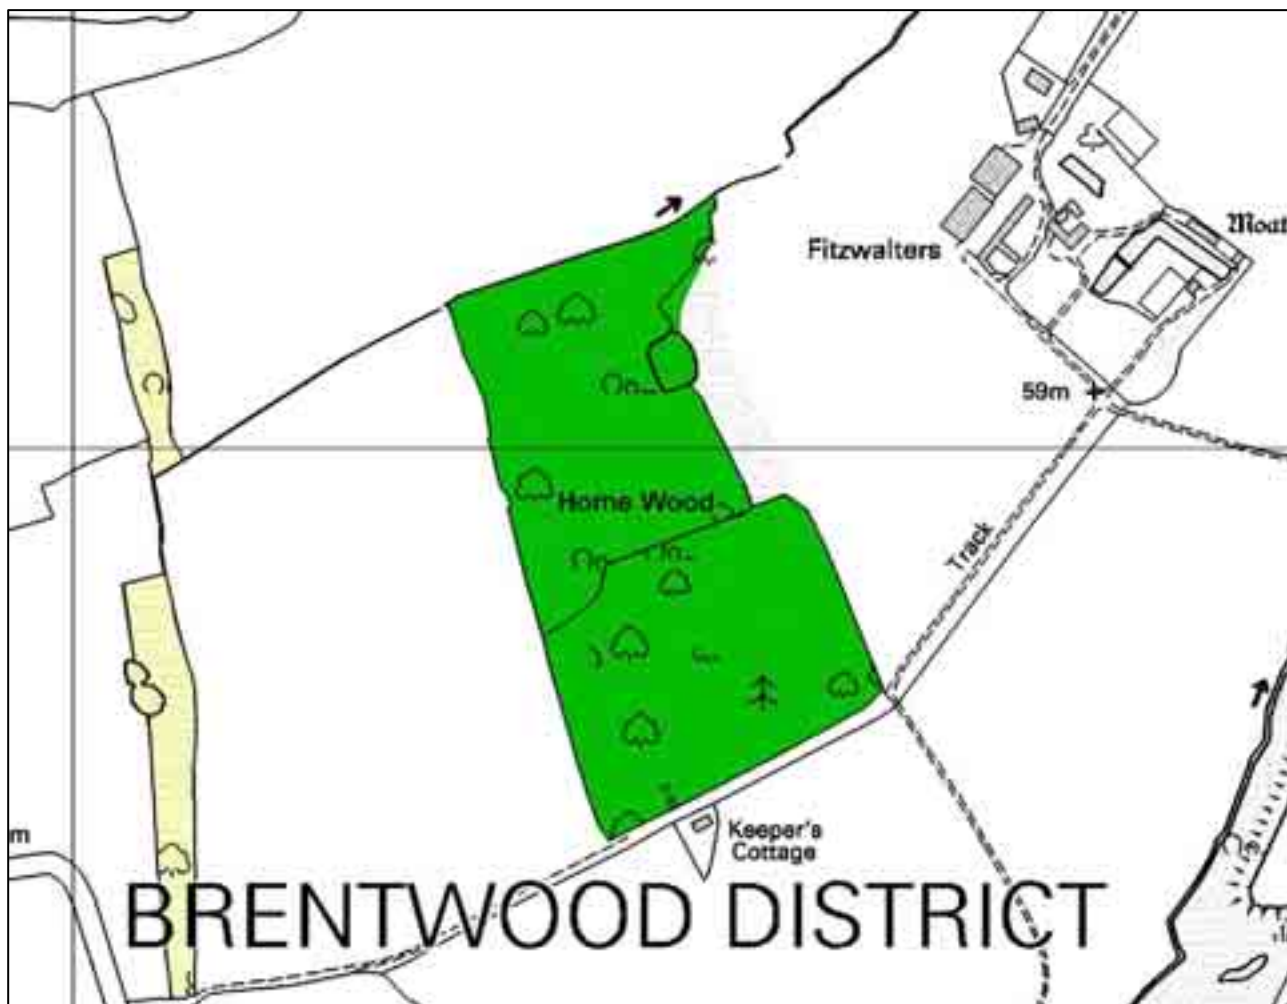 Moat
Fitzwalters
59m
Home Wood
Track
m
Keeper's
Cottage
BRENTWOOD DISTRICT